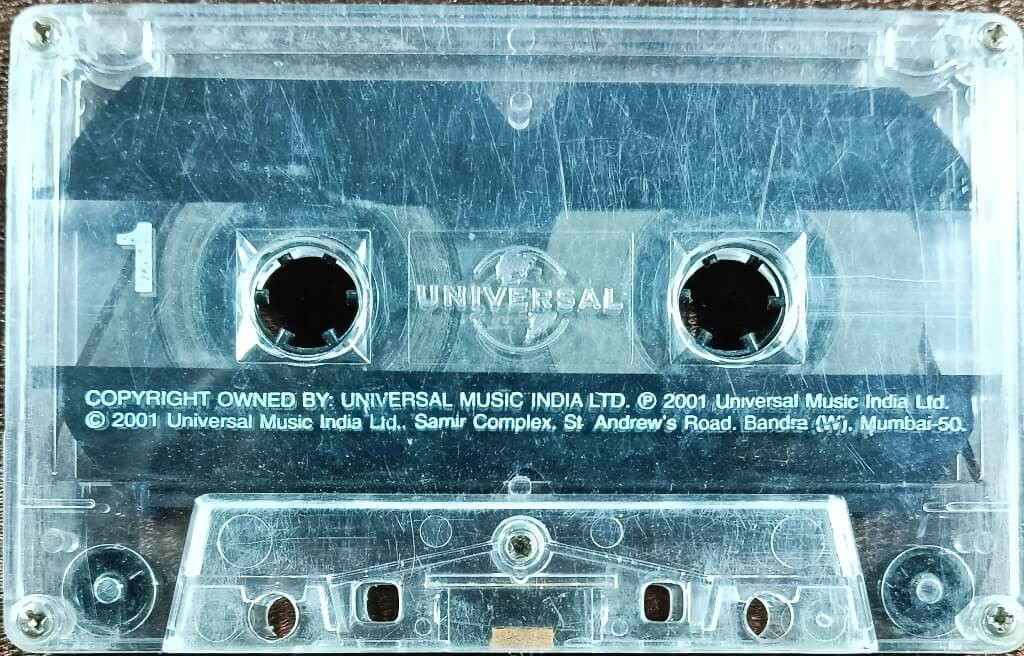 1
UNIVERSAL
COPYRIGHT OWNED BY: UNIVERSAL MUSIC INDIA LTD. ℗ 2001 Universal Music India Ltd.
© 2001 Universal Music India Ltd., Samir Complex, St. Andrew's Road, Bandra (W), Mumbai-50.